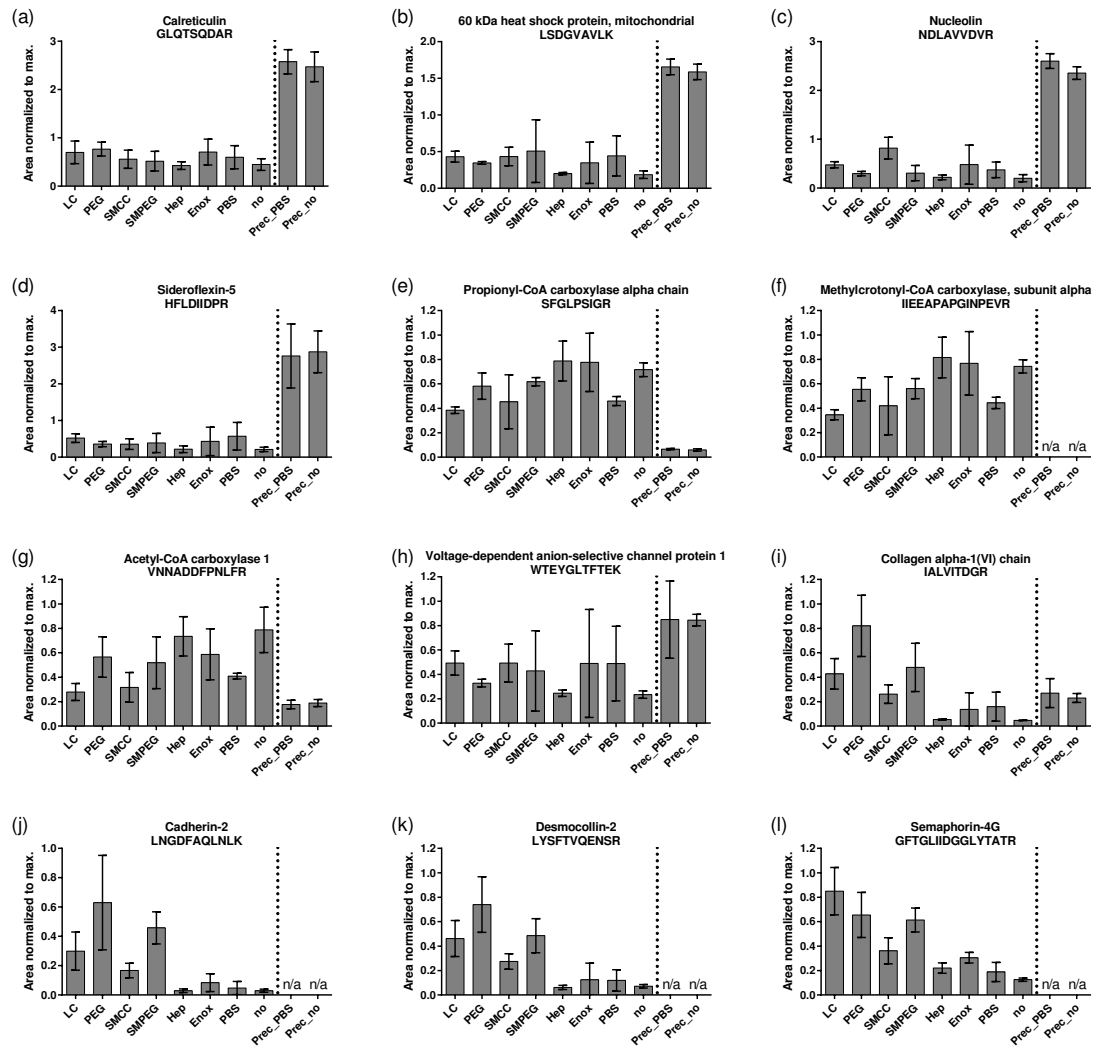 (a)
Calreticulin
GLQTSQDAR
Area normalized to max.
3
2
1
0
LC PEG SMCC SMPEG Hep Enox PBS no Prec_PBS Prec_no
(b)
60 kDa heat shock protein, mitochondrial
LSDGVAVLK
Area normalized to max.
2.0
1.5
1.0
0.5
0.0
LC PEG SMCC SMPEG Hep Enox PBS no Prec_PBS Prec_no
(c)
Nucleolin
NDLAVVDVR
Area normalized to max.
3
2
1
0
LC PEG SMCC SMPEG Hep Enox PBS no Prec_PBS Prec_no
(d)
Sideroflexin-5
HFLDIIDPR
Area normalized to max.
4
3
2
1
0
LC PEG SMCC SMPEG Hep Enox PBS no Prec_PBS Prec_no
(e)
Propionyl-CoA carboxylase alpha chain
SFGLPSIGR
Area normalized to max.
1.2
1.0
0.8
0.6
0.4
0.2
0.0
LC PEG SMCC SMPEG Hep Enox PBS no Prec_PBS Prec_no
(f)
Methylcrotonyl-CoA carboxylase, subunit alpha
IIEEAPAPGINPEVR
Area normalized to max.
1.2
1.0
0.8
0.6
0.4
0.2
0.0
n/a n/a
LC PEG SMCC SMPEG Hep Enox PBS no Prec_PBS Prec_no
(g)
Acetyl-CoA carboxylase 1
VNNADDFPNLFR
Area normalized to max.
1.2
1.0
0.8
0.6
0.4
0.2
0.0
LC PEG SMCC SMPEG Hep Enox PBS no Prec_PBS Prec_no
(h)
Voltage-dependent anion-selective channel protein 1
WTEYGLTFTEK
Area normalized to max.
1.2
1.0
0.8
0.6
0.4
0.2
0.0
LC PEG SMCC SMPEG Hep Enox PBS no Prec_PBS Prec_no
(i)
Collagen alpha-1(VI) chain
IALVITDGR
Area normalized to max.
1.2
1.0
0.8
0.6
0.4
0.2
0.0
LC PEG SMCC SMPEG Hep Enox PBS no Prec_PBS Prec_no
(j)
Cadherin-2
LNGDFAQLNLK
Area normalized to max.
1.0
0.8
0.6
0.4
0.2
0.0
n/a n/a
LC PEG SMCC SMPEG Hep Enox PBS no Prec_PBS Prec_no
(k)
Desmocollin-2
LYSFTVQENSR
Area normalized to max.
1.2
1.0
0.8
0.6
0.4
0.2
0.0
n/a n/a
LC PEG SMCC SMPEG Hep Enox PBS no Prec_PBS Prec_no
(l)
Semaphorin-4G
GFTGLIIDGGLYTATR
Area normalized to max.
1.2
1.0
0.8
0.6
0.4
0.2
0.0
n/a n/a
LC PEG SMCC SMPEG Hep Enox PBS no Prec_PBS Prec_no